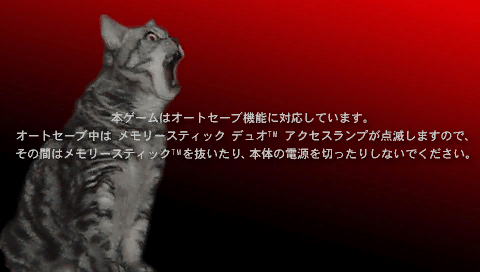 本ゲームはオートセーブ機能に対応しています。
オートセーブ中は メモリースティック デュオ™ アクセスランプが点滅しますので、
その間はメモリースティック™を抜いたり、本体の電源を切ったりしないでください。